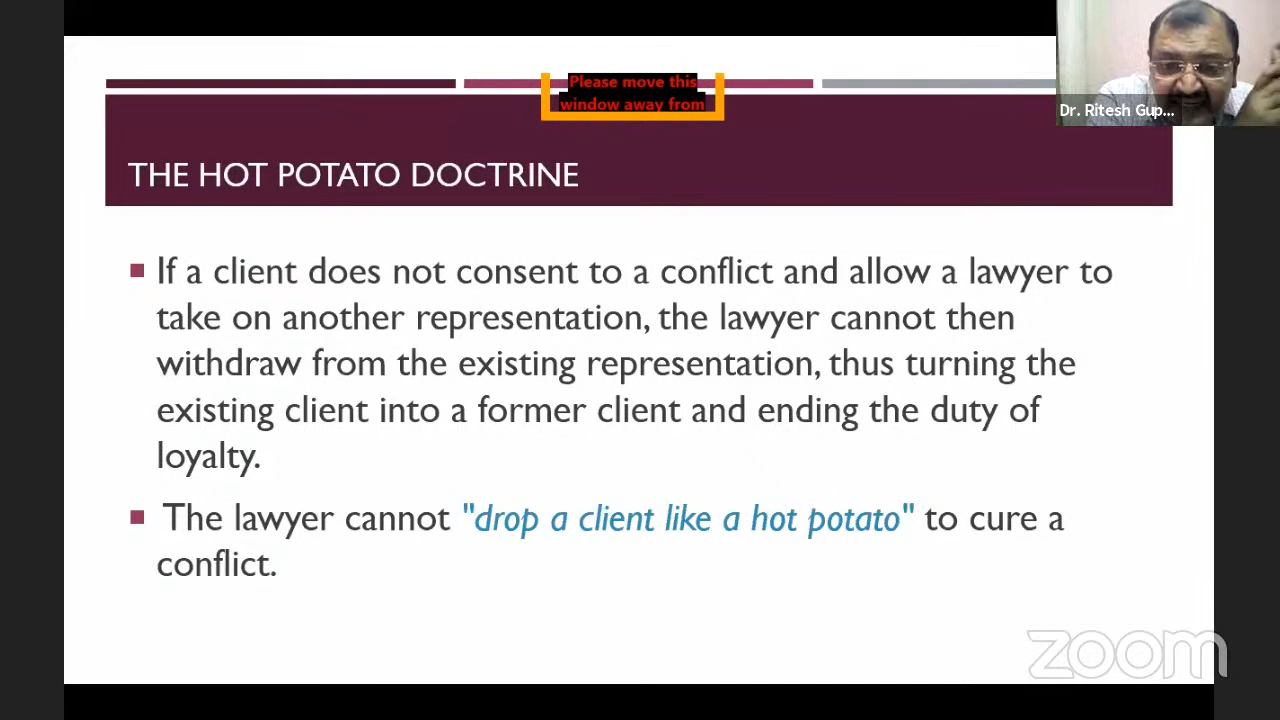 Please move this
window away from
Dr. Ritesh Gup...
THE HOT POTATO DOCTRINE
If a client does not consent to a conflict and allow a lawyer to
take on another representation, the lawyer cannot then
withdraw from the existing representation, thus turning the
existing client into a former client and ending the duty of
loyalty.
The lawyer cannot "drop a client like a hot potato" to cure a
conflict.
zoom